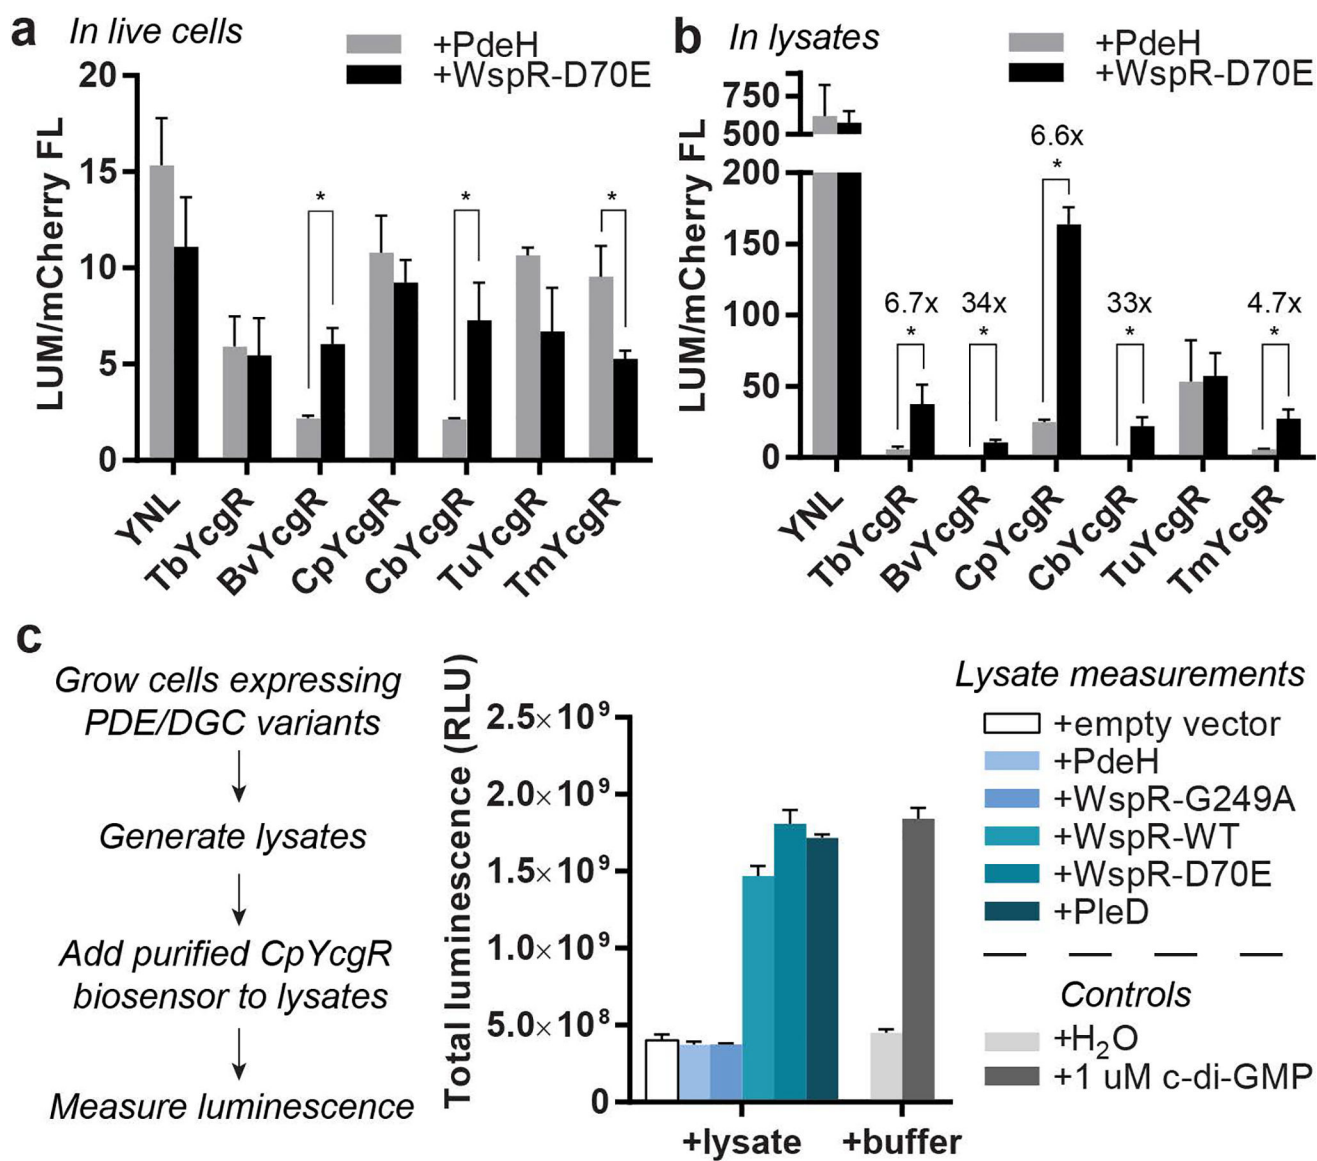 a In live cells
+PdeH
+WspR-D70E
LUM/mCherry FL
20
15
10
5
0
*
*
*
YNL
TbYcgR
BvYcgR
CpYcgR
CbYcgR
TuYcgR
TmYcgR
b In lysates
+PdeH
+WspR-D70E
LUM/mCherry FL
750
500
200
150
100
50
0
6.7x
*
34x
*
6.6x
*
33x
*
4.7x
*
YNL
TbYcgR
BvYcgR
CpYcgR
CbYcgR
TuYcgR
TmYcgR
c
Grow cells expressing
PDE/DGC variants
Generate lysates
Add purified CpYcgR
biosensor to lysates
Measure luminescence
Total luminescence (RLU)
2.5×10⁹
2.0×10⁹
1.5×10⁹
1.0×10⁹
5.0×10⁸
0
+lysate
+buffer
Lysate measurements
+empty vector
+PdeH
+WspR-G249A
+WspR-WT
+WspR-D70E
+PleD
Controls
+H₂O
+1 uM c-di-GMP